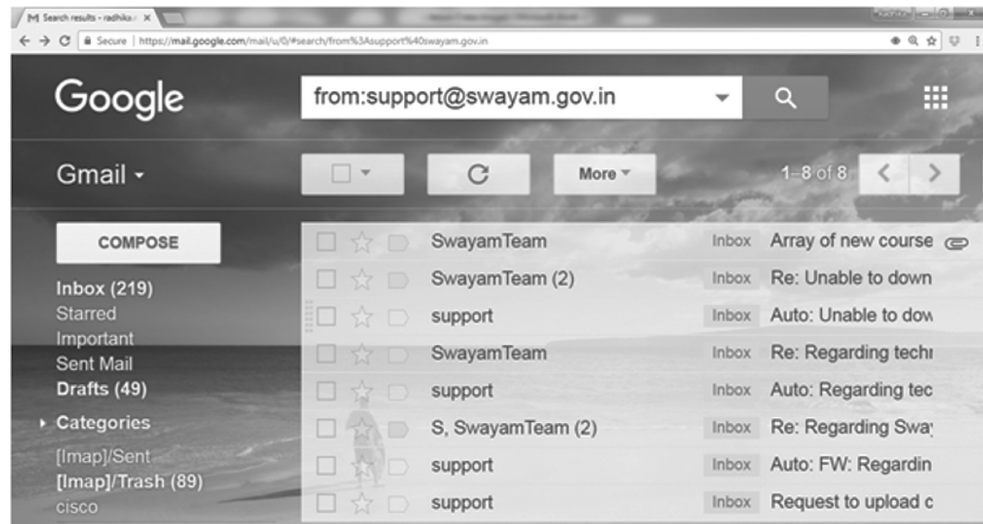 Search results - radhika.
Secure | https://mail.google.com/mail/u/0/#search/from%3Asupport%40swayam.gov.in
Google
from:support@swayam.gov.in
Gmail
More
1–8 of 8
COMPOSE
Inbox (219)
Starred
Important
Sent Mail
Drafts (49)
Categories
[Imap]/Sent
[Imap]/Trash (89)
cisco
SwayamTeam Inbox Array of new course
SwayamTeam (2) Inbox Re: Unable to down
support Inbox Auto: Unable to dow
SwayamTeam Inbox Re: Regarding techn
support Inbox Auto: Regarding tec
S, SwayamTeam (2) Inbox Re: Regarding Sway
support Inbox Auto: FW: Regardin
support Inbox Request to upload c